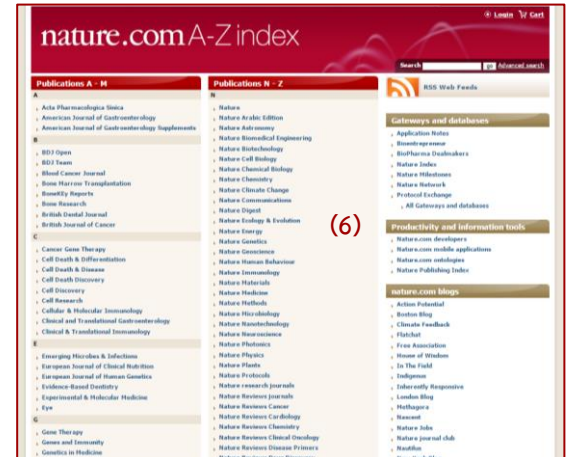 Login Cart
nature.com A-Z index
Search go Advanced search
Publications A - M
A
Acta Pharmacologica Sinica
American Journal of Gastroenterology
American Journal of Gastroenterology Supplements
B
BDJ Open
BDJ Team
Blood Cancer Journal
Bone Marrow Transplantation
BoneKEy Reports
Bone Research
British Dental Journal
British Journal of Cancer
C
Cancer Gene Therapy
Cell Death & Differentiation
Cell Death & Disease
Cell Death Discovery
Cell Discovery
Cell Research
Cellular & Molecular Immunology
Clinical and Translational Gastroenterology
Clinical & Translational Immunology
E
Emerging Microbes & Infections
European Journal of Clinical Nutrition
European Journal of Human Genetics
Evidence-Based Dentistry
Experimental & Molecular Medicine
Eye
G
Gene Therapy
Genes and Immunity
Genetics in Medicine
Publications N - Z
N
Nature
Nature Arabic Edition
Nature Astronomy
Nature Biomedical Engineering
Nature Biotechnology
Nature Cell Biology
Nature Chemical Biology
Nature Chemistry
Nature Climate Change
Nature Communications
Nature Digest
Nature Ecology & Evolution
Nature Energy
Nature Genetics
Nature Geoscience
Nature Human Behaviour
Nature Immunology
Nature Materials
Nature Medicine
Nature Methods
Nature Microbiology
Nature Nanotechnology
Nature Neuroscience
Nature Photonics
Nature Physics
Nature Plants
Nature Protocols
Nature research journals
Nature Reviews journals
Nature Reviews Cancer
Nature Reviews Cardiology
Nature Reviews Chemistry
Nature Reviews Clinical Oncology
Nature Reviews Disease Primers
(6)
RSS Web Feeds
Gateways and databases
Application Notes
Bioentrepreneur
BioPharma Dealmakers
Nature Index
Nature Milestones
Nature Network
Protocol Exchange
All Gateways and databases
Productivity and information tools
Nature.com developers
Nature.com mobile applications
Nature.com ontologies
Nature Publishing Index
nature.com blogs
Action Potential
Boston Blog
Climate Feedback
Flatchat
Free Association
House of Wisdom
In The Field
Indigenus
Inherently Responsive
London Blog
Methagora
Nascent
Nature Jobs
Nature journal club
Nautilus